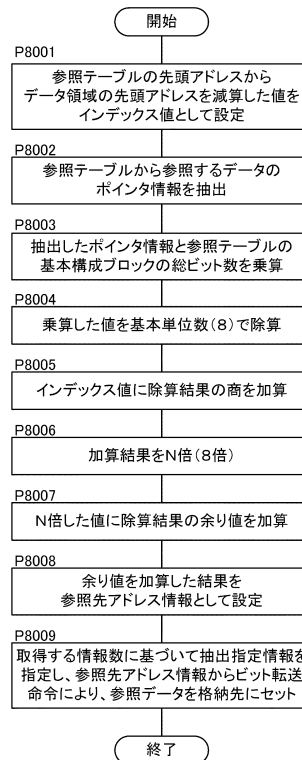 開始
P8001
参照テーブルの先頭アドレスから
データ領域の先頭アドレスを減算した値を
インデックス値として設定
P8002
参照テーブルから参照するデータの
ポインタ情報を抽出
P8003
抽出したポインタ情報と参照テーブルの
基本構成ブロックの総ビット数を乗算
P8004
乗算した値を基本単位数(8)で除算
P8005
インデックス値に除算結果の商を加算
P8006
加算結果をN倍(8倍)
P8007
N倍した値に除算結果の余り値を加算
P8008
余り値を加算した結果を
参照先アドレス情報として設定
P8009
取得する情報数に基づいて抽出指定情報を
指定し、参照先アドレス情報からビット転送
命令により、参照データを格納先にセット
終了